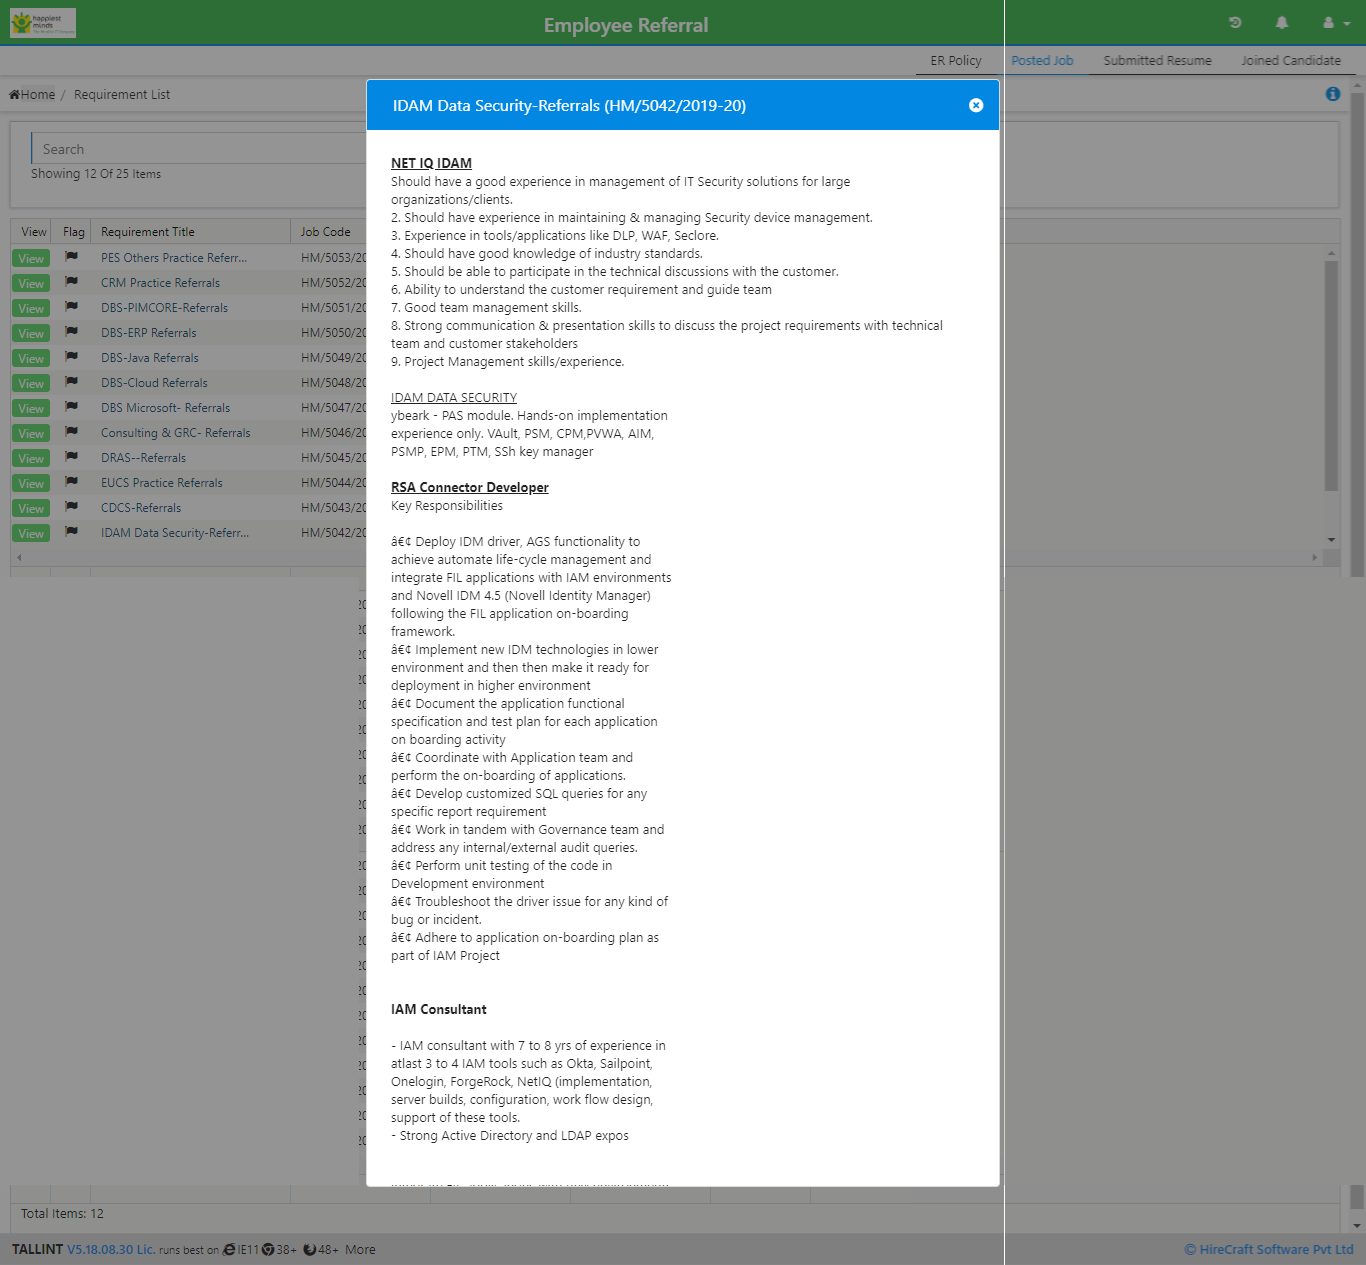 happiest
minds
Employee Referral
ER Policy
Posted Job
Submitted Resume
Joined Candidate
Home / Requirement List
IDAM Data Security-Referrals (HM/5042/2019-20)
Search
Showing 12 Of 25 Items
View Flag Requirement Title Job Code
View PES Others Practice Referr... HM/5053/20
View CRM Practice Referrals HM/5052/20
View DBS-PIMCORE-Referrals HM/5051/20
View DBS-ERP Referrals HM/5050/20
View DBS-Java Referrals HM/5049/20
View DBS-Cloud Referrals HM/5048/20
View DBS Microsoft- Referrals HM/5047/20
View Consulting & GRC- Referrals HM/5046/20
View DRAS--Referrals HM/5045/20
View EUCS Practice Referrals HM/5044/20
View CDCS-Referrals HM/5043/20
View IDAM Data Security-Referr... HM/5042/20
NET IQ IDAM
Should have a good experience in management of IT Security solutions for large
organizations/clients.
2. Should have experience in maintaining & managing Security device management.
3. Experience in tools/applications like DLP, WAF, Seclore.
4. Should have good knowledge of industry standards.
5. Should be able to participate in the technical discussions with the customer.
6. Ability to understand the customer requirement and guide team
7. Good team management skills.
8. Strong communication & presentation skills to discuss the project requirements with technical
team and customer stakeholders
9. Project Management skills/experience.
IDAM DATA SECURITY
ybeark - PAS module. Hands-on implementation
experience only. VAult, PSM, CPM,PVWA, AIM,
PSMP, EPM, PTM, SSh key manager
RSA Connector Developer
Key Responsibilities
â€¢ Deploy IDM driver, AGS functionality to
achieve automate life-cycle management and
integrate FIL applications with IAM environments
and Novell IDM 4.5 (Novell Identity Manager)
following the FIL application on-boarding
framework.
â€¢ Implement new IDM technologies in lower
environment and then then make it ready for
deployment in higher environment
â€¢ Document the application functional
specification and test plan for each application
on boarding activity
â€¢ Coordinate with Application team and
perform the on-boarding of applications.
â€¢ Develop customized SQL queries for any
specific report requirement
â€¢ Work in tandem with Governance team and
address any internal/external audit queries.
â€¢ Perform unit testing of the code in
Development environment
â€¢ Troubleshoot the driver issue for any kind of
bug or incident.
â€¢ Adhere to application on-boarding plan as
part of IAM Project
IAM Consultant
- IAM consultant with 7 to 8 yrs of experience in
atlast 3 to 4 IAM tools such as Okta, Sailpoint,
Onelogin, ForgeRock, NetIQ (implementation,
server builds, configuration, work flow design,
support of these tools.
- Strong Active Directory and LDAP expos
Total Items: 12
TALLINT V5.18.08.30 Lic. runs best on IE11 38+ 48+ More
© HireCraft Software Pvt Ltd